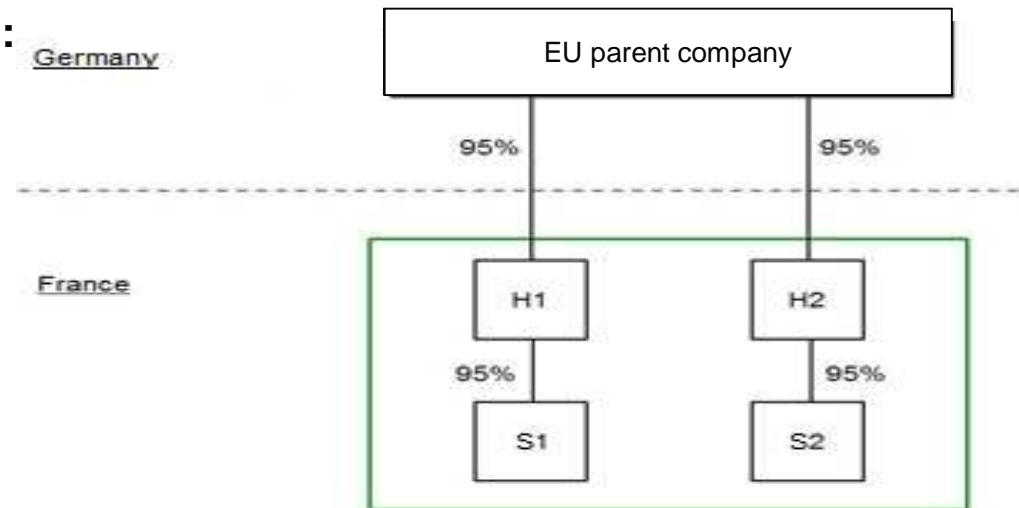 :
Germany
EU parent company
95%
95%
France
H1
H2
95%
95%
S1
S2